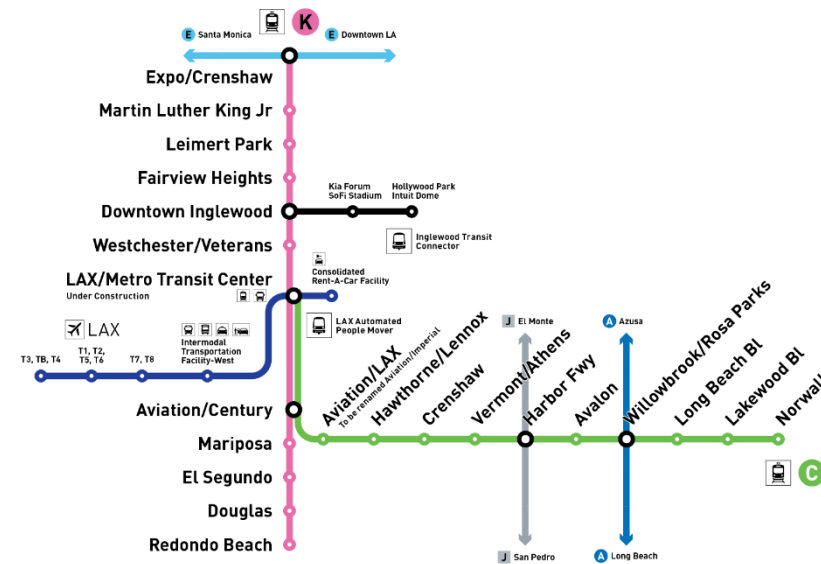 K
E Santa Monica
E Downtown LA
Expo/Crenshaw
Martin Luther King Jr
Leimert Park
Fairview Heights
Kia Forum
SoFi Stadium
Hollywood Park
Intuit Dome
Downtown Inglewood
Inglewood Transit
Connector
Westchester/Veterans
LAX/Metro Transit Center
Under Construction
Consolidated
Rent-A-Car Facility
LAX Automated
People Mover
LAX
Intermodal
Transportation
Facility-West
T3, TB, T4
T1, T2,
T5, T6
T7, T8
J El Monte
A Azusa
Aviation/Century
Aviation/LAX
To be renamed Aviation/Imperial
Hawthorne/Lennox
Crenshaw
Vermont/Athens
Harbor Fwy
Avalon
Willowbrook/Rosa Parks
Long Beach Bl
Lakewood Bl
Norwalk
Mariposa
El Segundo
Douglas
Redondo Beach
C
J San Pedro
A Long Beach